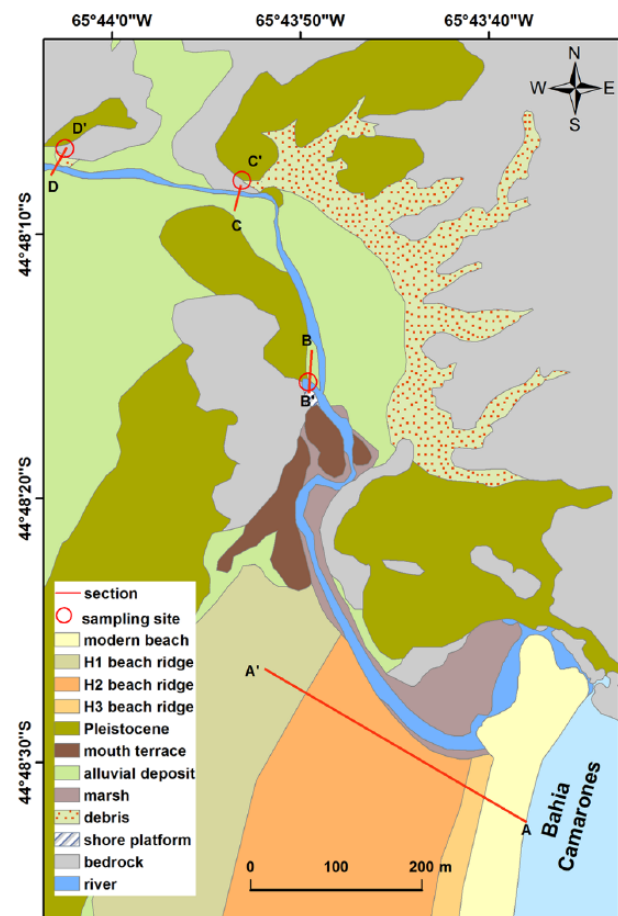 65°44'0"W 65°43'50"W 65°43'40"W
N
W E
S
D'
D
C'
C
44°48'10"S
B
B'
44°48'20"S
section
sampling site
modern beach
H1 beach ridge
H2 beach ridge
H3 beach ridge
Pleistocene
mouth terrace
alluvial deposit
marsh
debris
shore platform
bedrock
river
A'
A
44°48'30"S
Bahia
Camarones
0 100 200 m